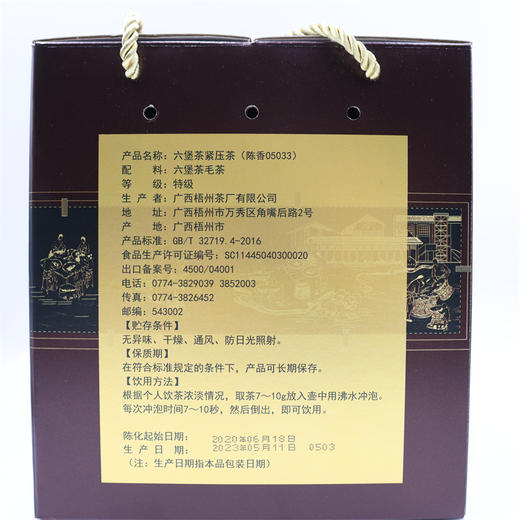 产品名称: 六堡茶紧压茶（陈香05033）
配 料: 六堡茶毛茶
等 级: 特级
生 产 者: 广西梧州茶厂有限公司
地 址: 广西梧州市万秀区角嘴后路2号
产 地: 广西梧州市
产品标准: GB/T 32719.4-2016
食品生产许可证编号: SC11445040300020
出口备案号: 4500/04001
电话: 0774-3829039 3852003
传真: 0774-3826452
邮编: 543002
【贮存条件】
无异味、干燥、通风、防日光照射。
【保质期】
在符合标准规定的条件下，产品可长期保存。
【饮用方法】
根据个人饮茶浓淡情况，取茶7～10g放入壶中用沸水冲泡。
每次冲泡时间7～10秒，然后倒出，即可饮用。
陈化起始日期: 2020年06月18日
生 产 日 期: 2023年05月11日 0503
（注: 生产日期指本品包装日期）